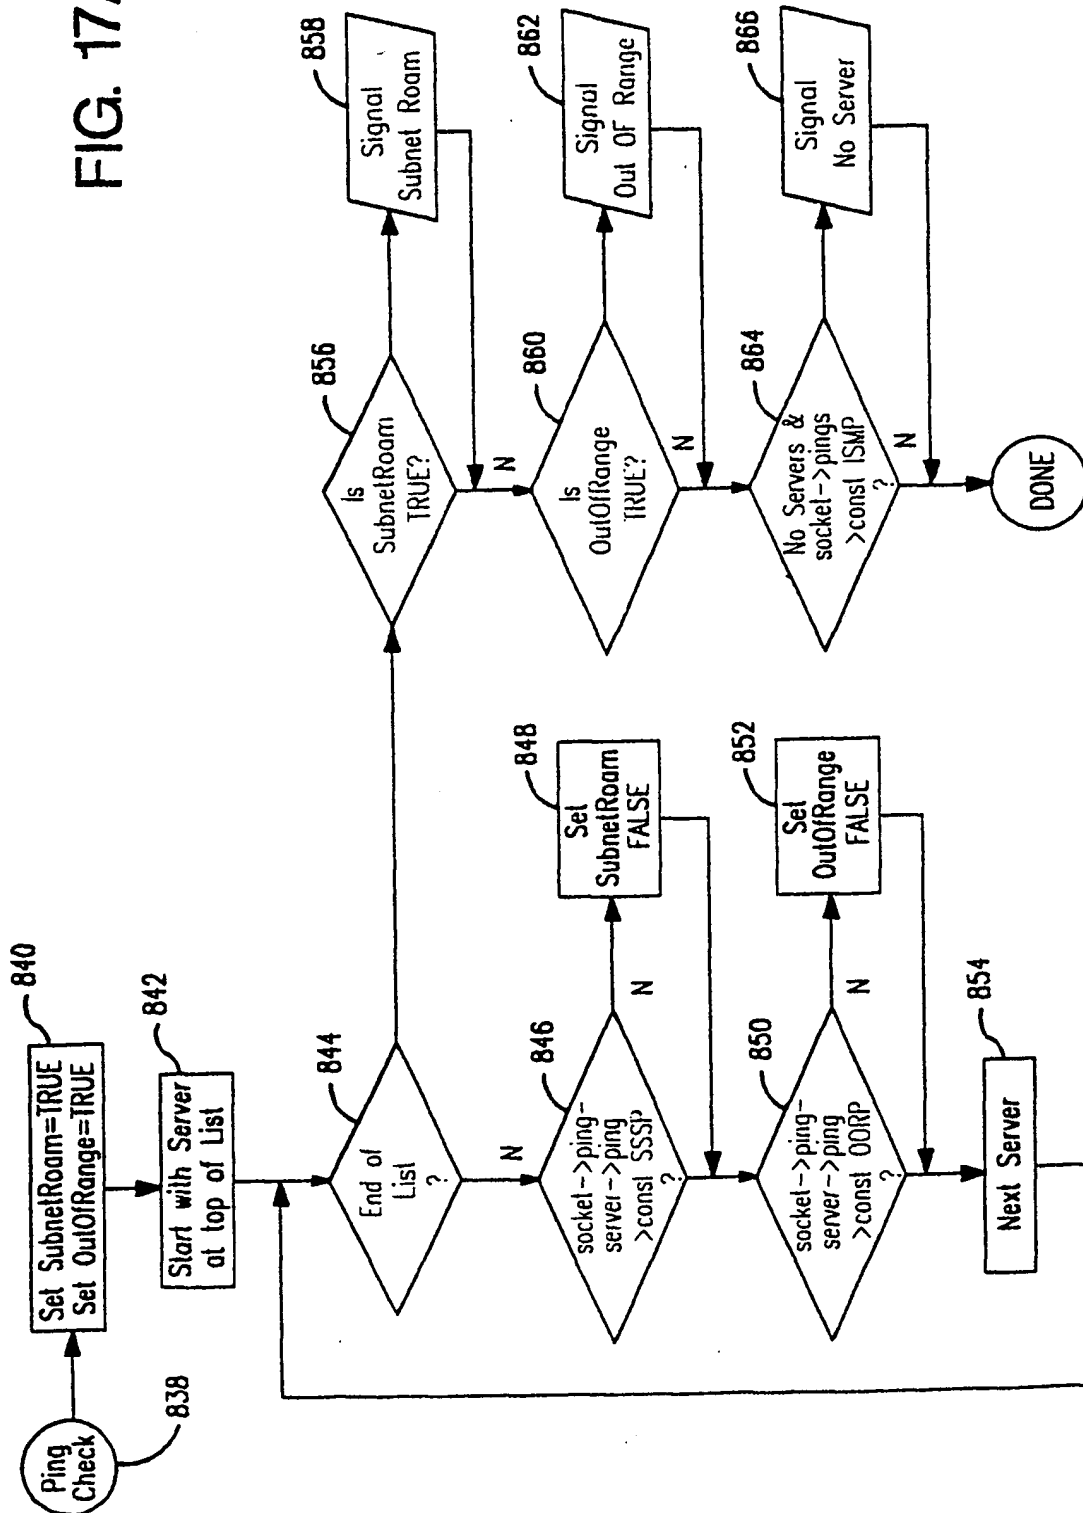 FIG. 17A
Ping
Check
838
Set SubnetRoam=TRUE
Set OutOfRange=TRUE
840
Start with Server
at top of List
842
End of
List
?
844
N
socket->ping-
server->ping
>const SSSP
?
846
N
Set
SubnetRoam
FALSE
848
socket->ping-
server->ping
>const OORP
?
850
N
Set
OutOfRange
FALSE
852
Next Server
854
Is
SubnetRoam
TRUE?
856
N
Signal
Subnet Roam
858
Is
OutOfRange
TRUE?
860
N
Signal
Out OF Range
862
No Servers &
socket->pings
>const ISMP
?
864
N
Signal
No Server
866
DONE